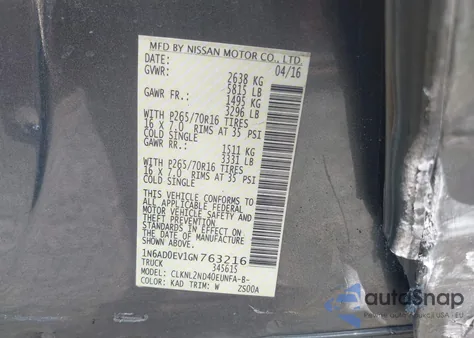 MFD BY NISSAN MOTOR CO., LTD.
DATE: 04/16
GVWR: 2638 KG
5815 LB
GAWR FR.: 1495 KG
3296 LB
WITH P265/70R16 TIRES
16 X 7.0 RIMS AT 35 PSI
COLD SINGLE
GAWR RR.: 1511 KG
3331 LB
WITH P265/70R16 TIRES
16 X 7.0 RIMS AT 35 PSI
COLD SINGLE
THIS VEHICLE CONFORMS TO
ALL APPLICABLE FEDERAL
MOTOR VEHICLE SAFETY AND
THEFT PREVENTION
STANDARDS IN EFFECT ON
THE DATE OF MANUFACTURE
SHOWN ABOVE.
1N6AD0EV1GN763216
TRUCK 345615
MODEL: CLKNL2ND40EUNFA-B-
COLOR: KAD TRIM: W ZS00A
autoSnap